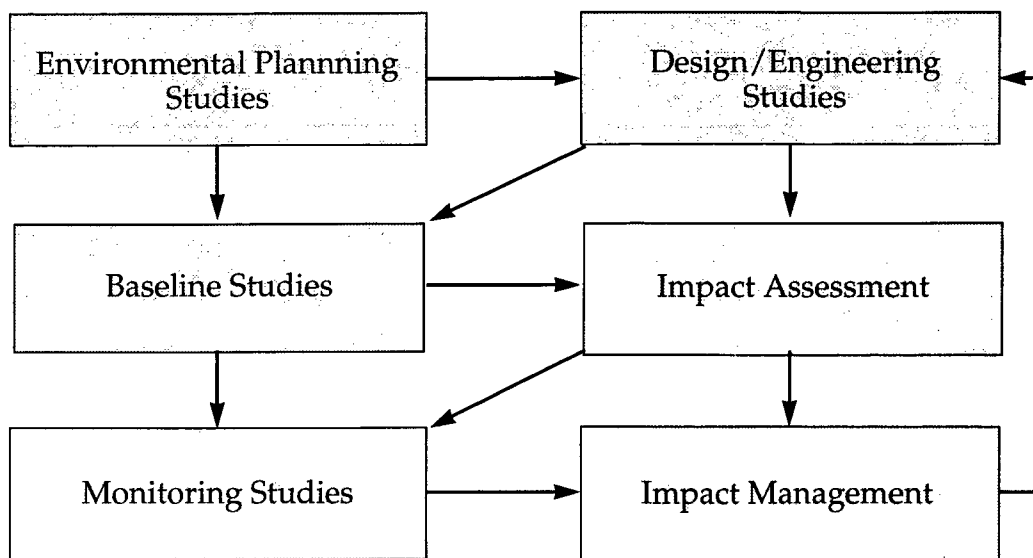 Environmental Plannning
Studies
Design/Engineering
Studies
Baseline Studies
Impact Assessment
Monitoring Studies
Impact Management